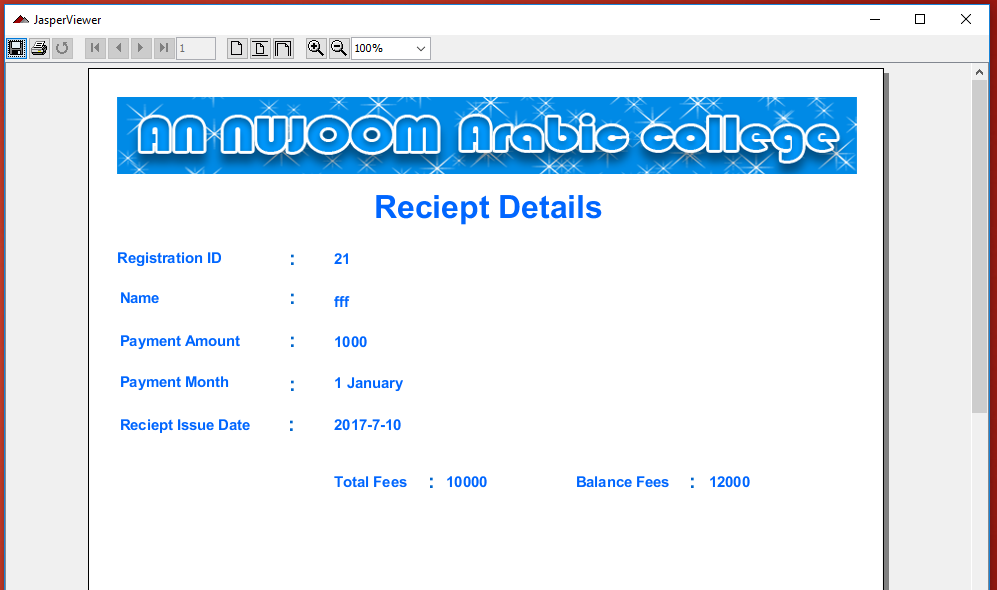 JasperViewer
1
100%
AN NUJOOM Arabic college
Reciept Details
Registration ID : 21
Name : fff
Payment Amount : 1000
Payment Month : 1 January
Reciept Issue Date : 2017-7-10
Total Fees : 10000 Balance Fees : 12000